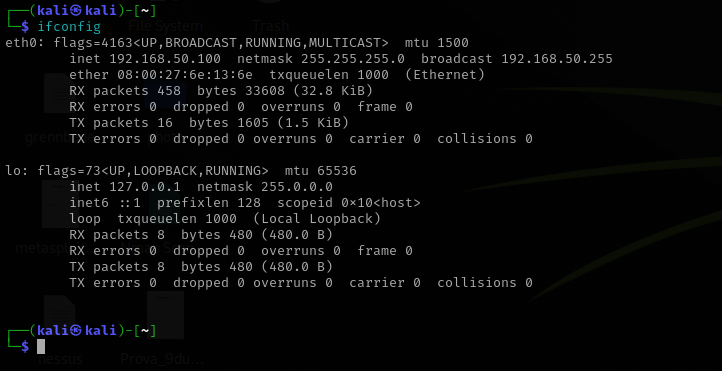 ┌──(kali㉿kali)-[~]
└─$ ifconfig
eth0: flags=4163<UP,BROADCAST,RUNNING,MULTICAST>  mtu 1500
        inet 192.168.50.100  netmask 255.255.255.0  broadcast 192.168.50.255
        ether 08:00:27:6e:13:6e  txqueuelen 1000  (Ethernet)
        RX packets 458  bytes 33608 (32.8 KiB)
        RX errors 0  dropped 0  overruns 0  frame 0
        TX packets 16  bytes 1605 (1.5 KiB)
        TX errors 0  dropped 0 overruns 0  carrier 0  collisions 0

lo: flags=73<UP,LOOPBACK,RUNNING>  mtu 65536
        inet 127.0.0.1  netmask 255.0.0.0
        inet6 ::1  prefixlen 128  scopeid 0×10<host>
        loop  txqueuelen 1000  (Local Loopback)
        RX packets 8  bytes 480 (480.0 B)
        RX errors 0  dropped 0  overruns 0  frame 0
        TX packets 8  bytes 480 (480.0 B)
        TX errors 0  dropped 0 overruns 0  carrier 0  collisions 0

┌──(kali㉿kali)-[~]
└─$
File System
Trash
nessus
Prova_9du...